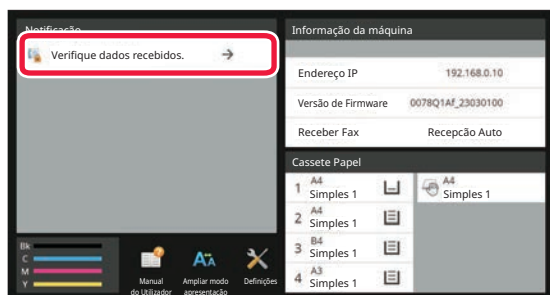 Notificação
Verifique dados recebidos.
Bk
C
M
Y
Manual
do Utilizador
Ampliar modo
apresentação
Definições
Informação da máquina
Endereço IP 192.168.0.10
Versão de Firmware 0078Q1Af_23030100
Receber Fax Recepcão Auto
Cassete Papel
1 A4
Simples 1
A4
Simples 1
2 A4
Simples 1
3 B4
Simples 1
4 A3
Simples 1